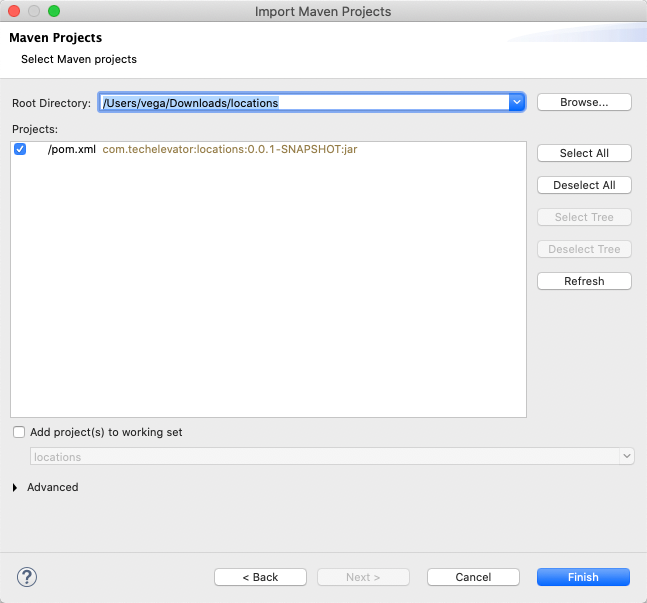 Import Maven Projects
Maven Projects
Select Maven projects
Root Directory: /Users/vega/Downloads/locations Browse...
Projects:
/pom.xml com.techelevator:locations:0.0.1-SNAPSHOT:jar
Select All
Deselect All
Select Tree
Deselect Tree
Refresh
Add project(s) to working set
locations
Advanced
? < Back Next > Cancel Finish